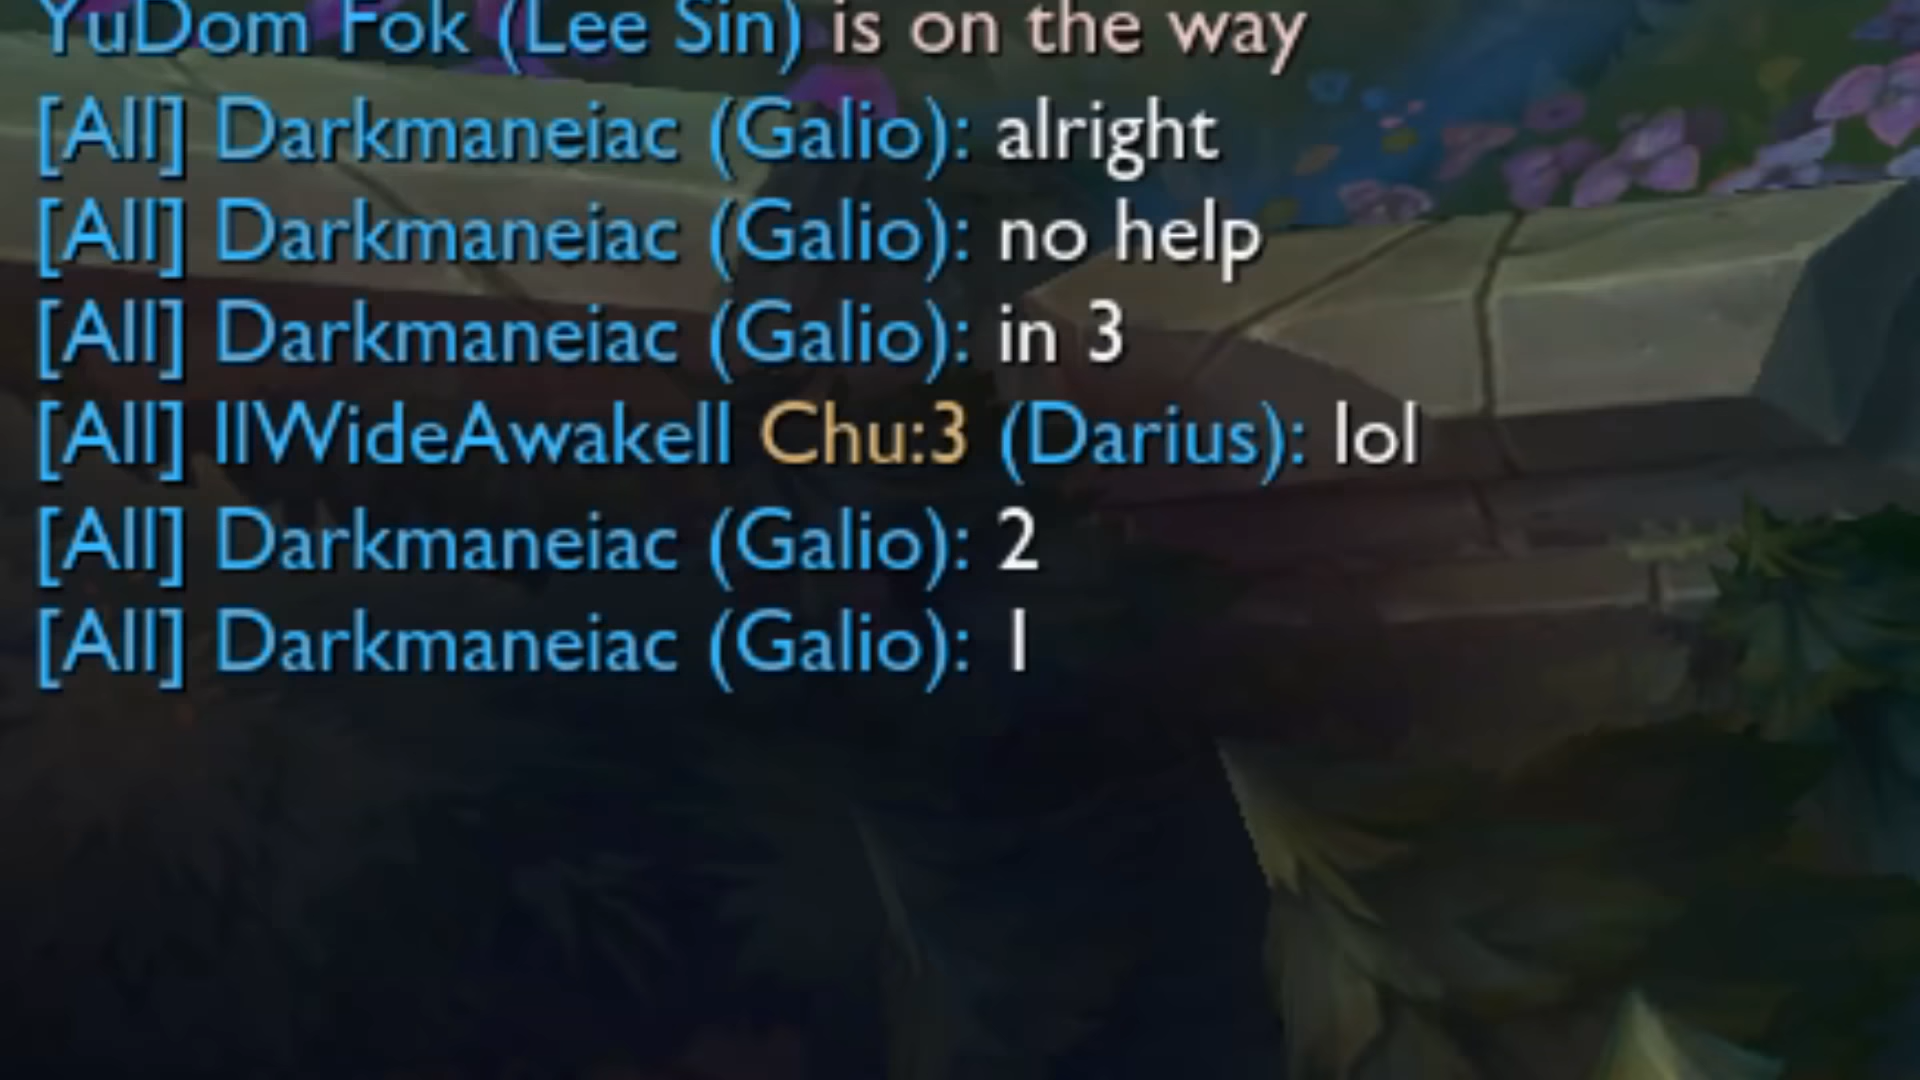 YuDom Fok (Lee Sin) is on the way
[All] Darkmaneiac (Galio): alright
[All] Darkmaneiac (Galio): no help
[All] Darkmaneiac (Galio): in 3
[All] llWideAwakell Chu:3 (Darius): lol
[All] Darkmaneiac (Galio): 2
[All] Darkmaneiac (Galio): 1